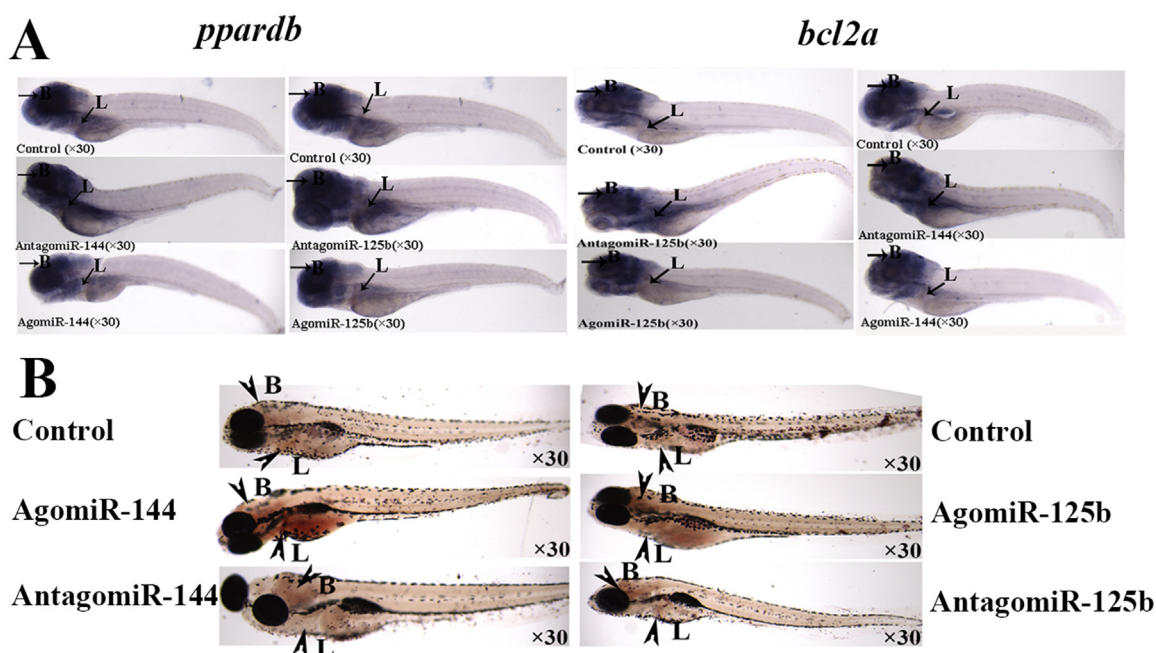 A
ppardb
bcl2a
B
L
Control (×30)
B
L
Control (×30)
B
L
Control (×30)
B
L
Control (×30)
B
L
AntagomiR-144(×30)
B
L
AntagomiR-125b(×30)
B
L
AntagomiR-125b(×30)
B
L
AntagomiR-144(×30)
B
L
AgomiR-144(×30)
B
L
AgomiR-125b(×30)
B
L
AgomiR-125b(×30)
B
L
AgomiR-144(×30)
B
Control
B
L
×30
B
L
×30
Control
AgomiR-144
B
L
×30
B
L
×30
AgomiR-125b
AntagomiR-144
B
L
×30
B
L
×30
AntagomiR-125b